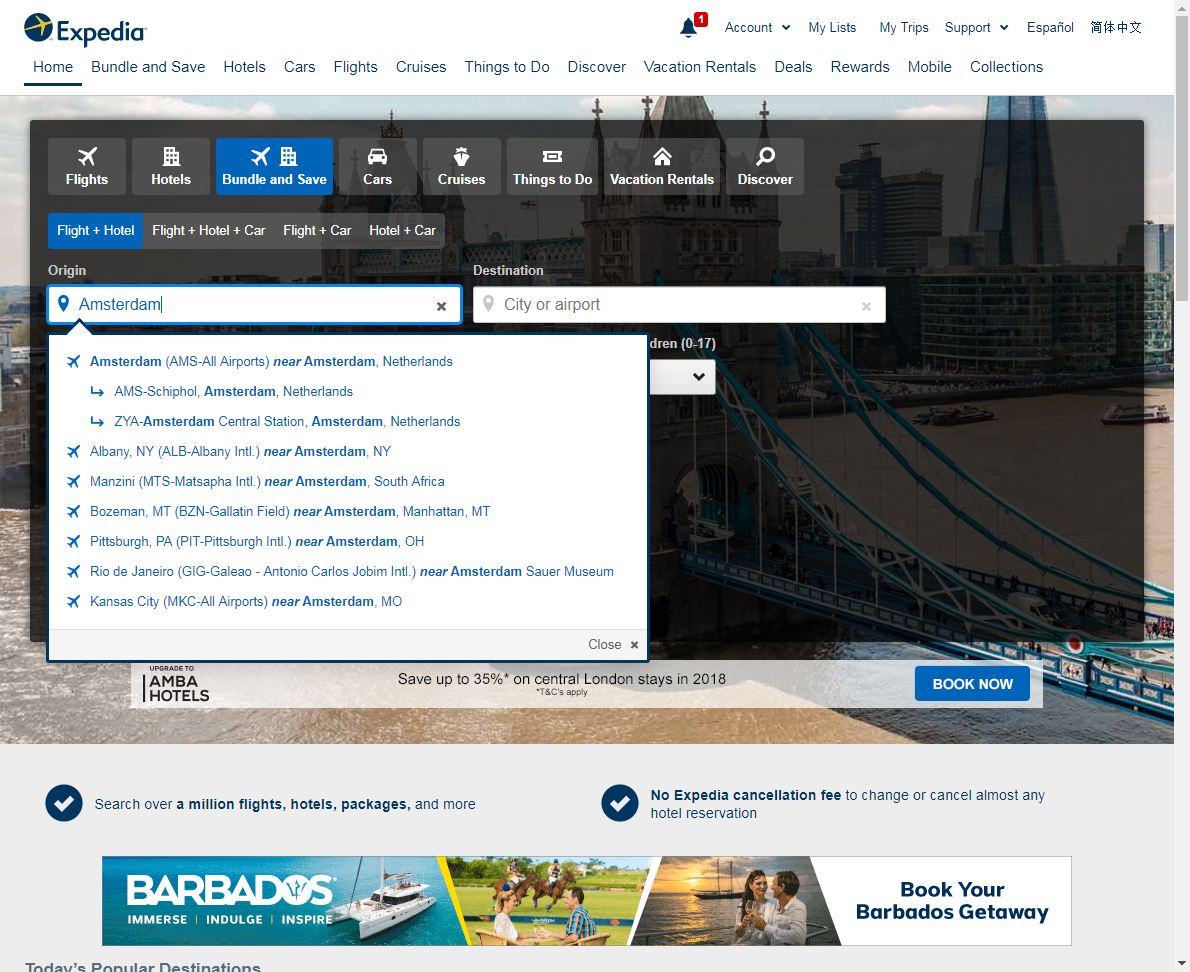 Expedia
1
Account
My Lists
My Trips
Support
Español
简体中文
Home
Bundle and Save
Hotels
Cars
Flights
Cruises
Things to Do
Discover
Vacation Rentals
Deals
Rewards
Mobile
Collections
Flights
Hotels
Bundle and Save
Cars
Cruises
Things to Do
Vacation Rentals
Discover
Flight + Hotel
Flight + Hotel + Car
Flight + Car
Hotel + Car
Origin
Destination
Amsterdam
City or airport
dren (0-17)
Amsterdam (AMS-All Airports) near Amsterdam, Netherlands
AMS-Schiphol, Amsterdam, Netherlands
ZYA-Amsterdam Central Station, Amsterdam, Netherlands
Albany, NY (ALB-Albany Intl.) near Amsterdam, NY
Manzini (MTS-Matsapha Intl.) near Amsterdam, South Africa
Bozeman, MT (BZN-Gallatin Field) near Amsterdam, Manhattan, MT
Pittsburgh, PA (PIT-Pittsburgh Intl.) near Amsterdam, OH
Rio de Janeiro (GIG-Galeao - Antonio Carlos Jobim Intl.) near Amsterdam Sauer Museum
Kansas City (MKC-All Airports) near Amsterdam, MO
Close
UPGRADE TO
AMBA
HOTELS
Save up to 35%* on central London stays in 2018
*T&C's apply
BOOK NOW
Search over a million flights, hotels, packages, and more
No Expedia cancellation fee to change or cancel almost any
hotel reservation
BARBADOS
IMMERSE | INDULGE | INSPIRE
Book Your
Barbados Getaway
Today's Popular Destinations